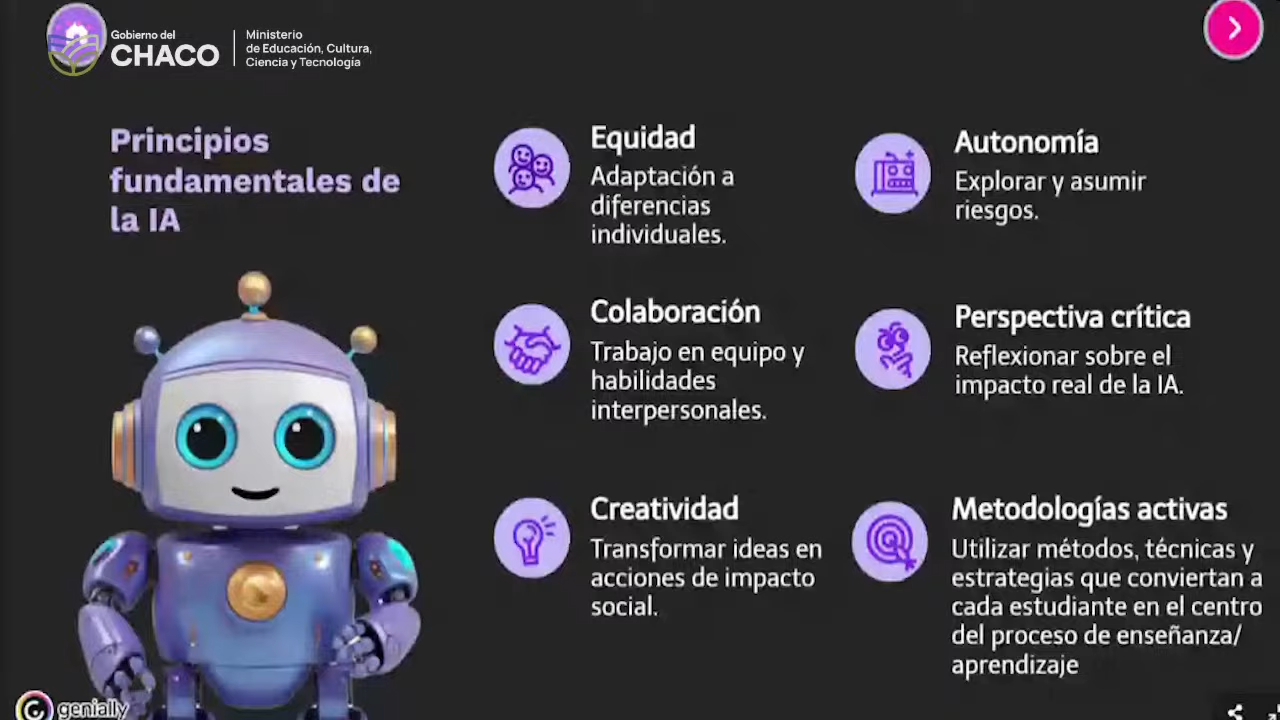 Gobierno del
CHACO
Ministerio
de Educación, Cultura,
Ciencia y Tecnología
Principios
fundamentales de
la IA
Equidad
Adaptación a
diferencias
individuales.
Colaboración
Trabajo en equipo y
habilidades
interpersonales.
Creatividad
Transformar ideas en
acciones de impacto
social.
Autonomía
Explorar y asumir
riesgos.
Perspectiva crítica
Reflexionar sobre el
impacto real de la IA.
Metodologías activas
Utilizar métodos, técnicas y
estrategias que conviertan a
cada estudiante en el centro
del proceso de enseñanza/
aprendizaje
genially